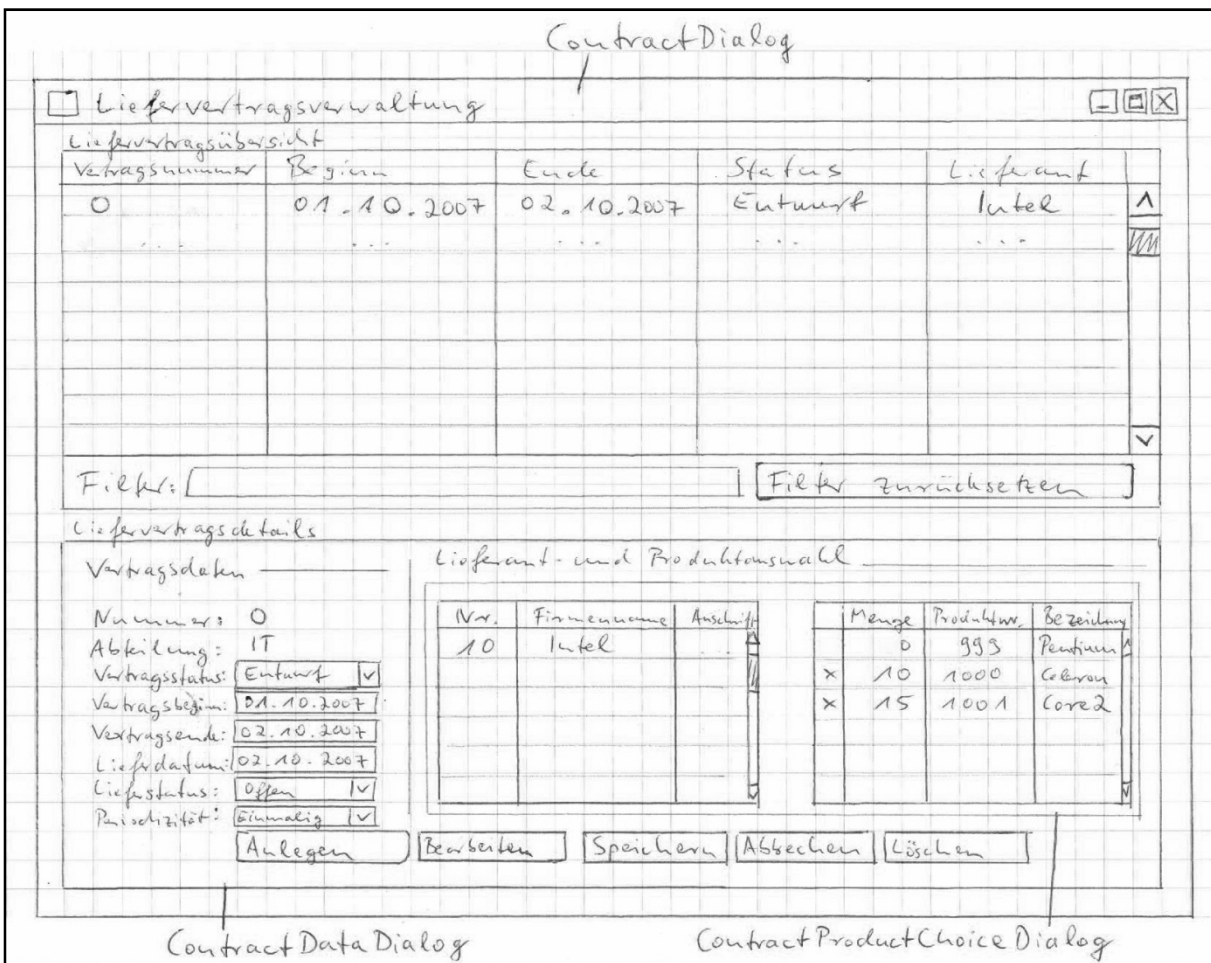 ContractDialog
Liefervertragsverwaltung
Liefervertragsübersicht
Vertragsnummer Beginn Ende Status Lieferant
0 01.10.2007 02.10.2007 Entwurf Intel
... ... ... ... ...
Filter: Filter zurücksetzen
Liefervertragsdetails
Vertragsdaten Lieferant- und Produktauswahl
Nr. Firmenname Anschrift Menge Produktnr. Bezeichnung
Nummer: 0 10 Intel ... 0 999 Pentium
Abteilung: IT x 10 1000 Celeron
Vertragsstatus: Entwurf x 15 1001 Core2
Vertragsbeginn: 01.10.2007
Vertragsende: 02.10.2007
Lieferdatum: 02.10.2007
Lieferstatus: Offen
Periodizität: Einmalig
Anlegen Bearbeiten Speichern Abbrechen Löschen
ContractDataDialog ContractProductChoiceDialog